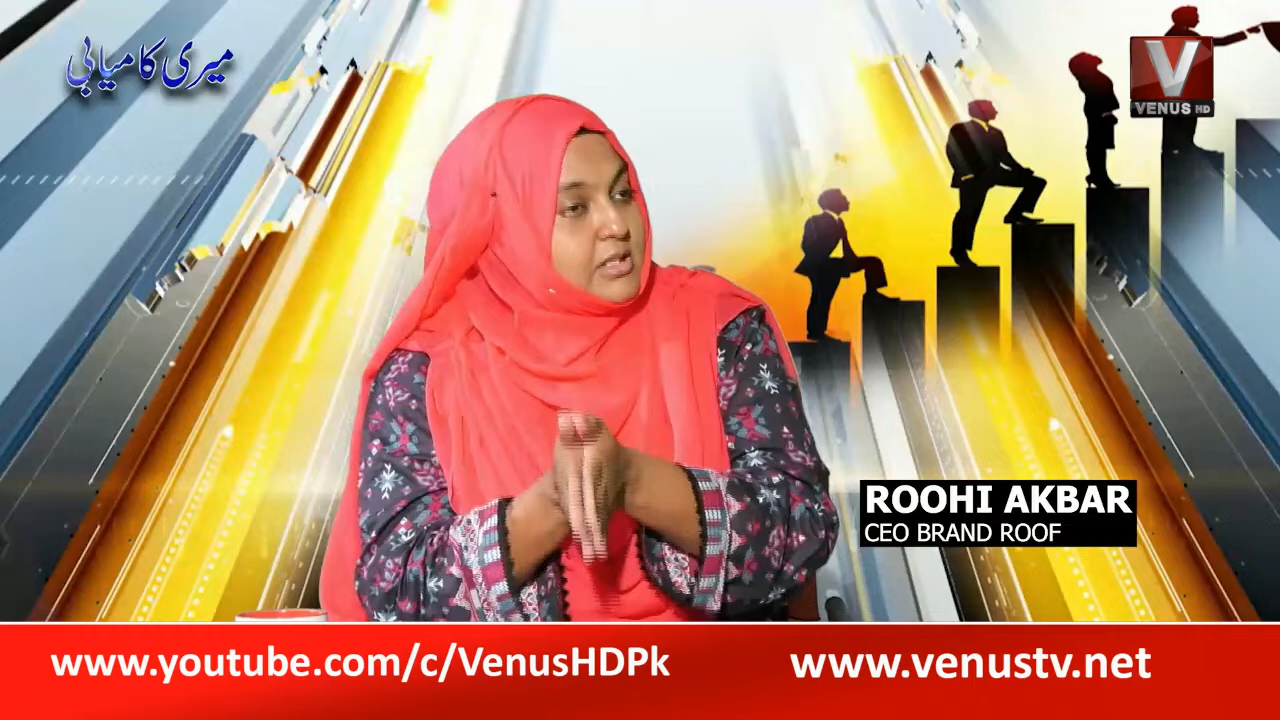 میری کامیابی
V
VENUS HD
ROOHI AKBAR
CEO BRAND ROOF
www.youtube.com/c/VenusHDPk
www.venustv.net